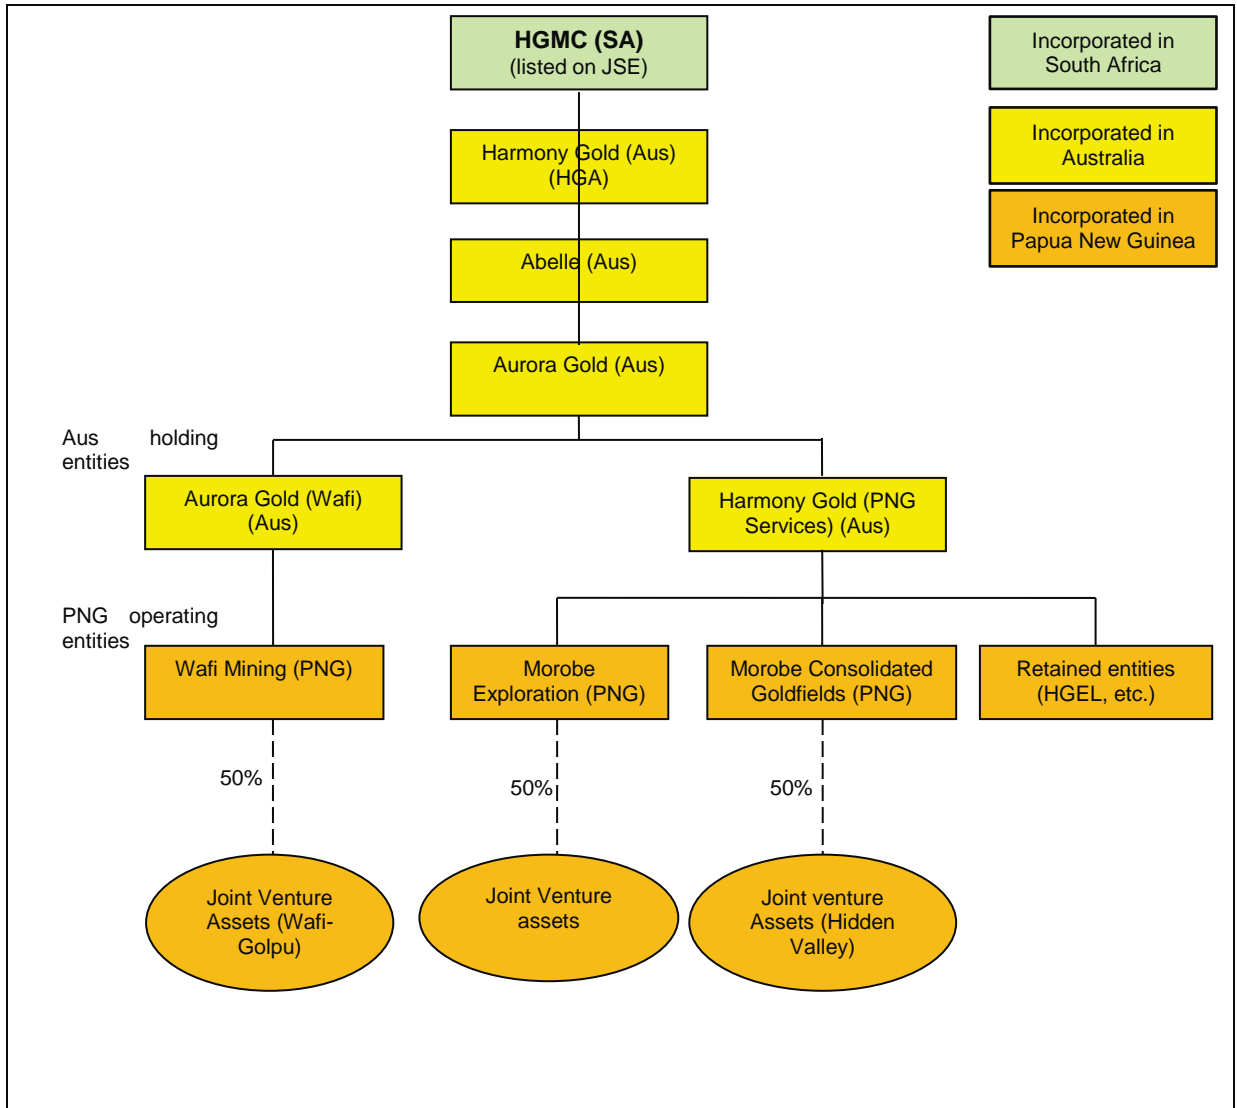 HGMC (SA)
(listed on JSE)
Incorporated in
South Africa
Harmony Gold (Aus)
(HGA)
Incorporated in
Australia
Incorporated in
Papua New Guinea
Abelle (Aus)
Aurora Gold (Aus)
Aus holding
entities
Aurora Gold (Wafi)
(Aus)
Harmony Gold (PNG
Services) (Aus)
PNG operating
entities
Wafi Mining (PNG)
Morobe
Exploration (PNG)
Morobe Consolidated
Goldfields (PNG)
Retained entities
(HGEL, etc.)
50%
50%
50%
Joint Venture
Assets (Wafi-
Golpu)
Joint Venture
assets
Joint venture
Assets (Hidden
Valley)